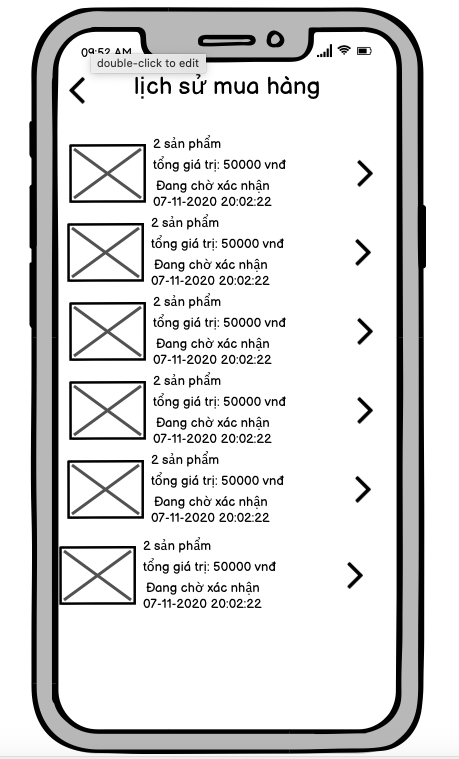 09:52 AM
double-click to edit
lịch sử mua hàng
2 sản phẩm
tổng giá trị: 50000 vnđ
Đang chờ xác nhận
07-11-2020 20:02:22
2 sản phẩm
tổng giá trị: 50000 vnđ
Đang chờ xác nhận
07-11-2020 20:02:22
2 sản phẩm
tổng giá trị: 50000 vnđ
Đang chờ xác nhận
07-11-2020 20:02:22
2 sản phẩm
tổng giá trị: 50000 vnđ
Đang chờ xác nhận
07-11-2020 20:02:22
2 sản phẩm
tổng giá trị: 50000 vnđ
Đang chờ xác nhận
07-11-2020 20:02:22
2 sản phẩm
tổng giá trị: 50000 vnđ
Đang chờ xác nhận
07-11-2020 20:02:22